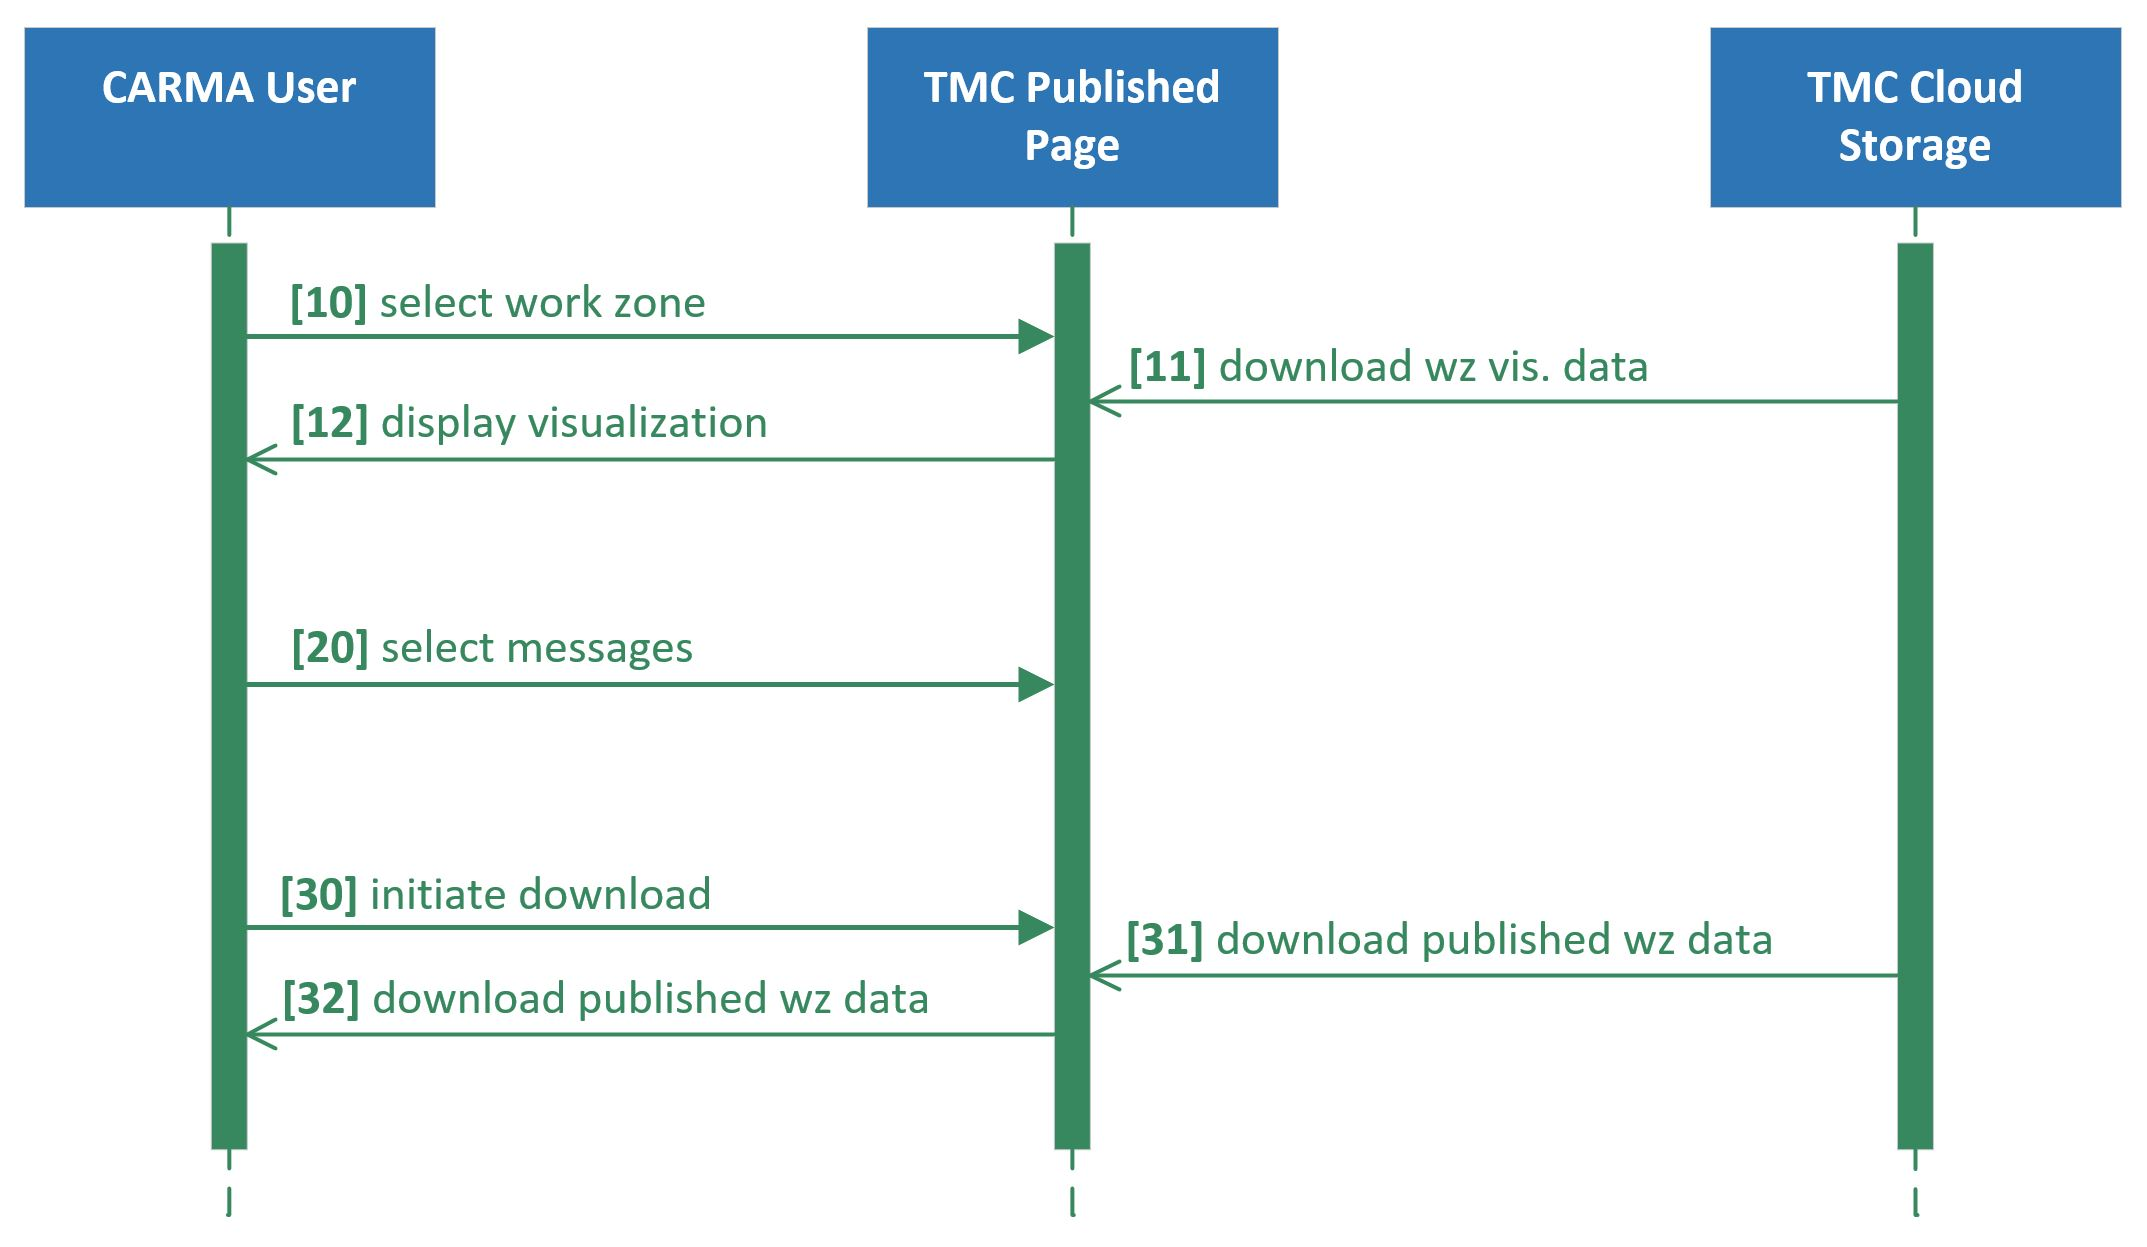 CARMA User
TMC Published
Page
TMC Cloud
Storage
[10] select work zone
[11] download wz vis. data
[12] display visualization
[20] select messages
[30] initiate download
[31] download published wz data
[32] download published wz data